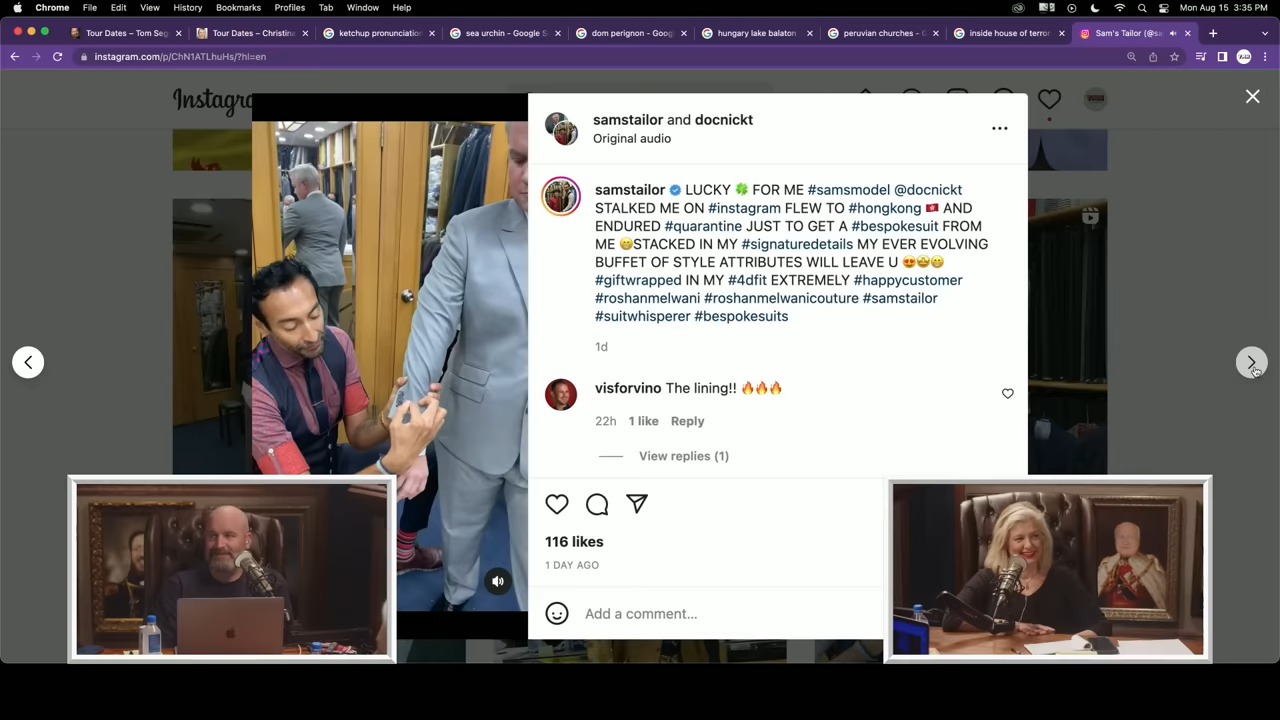 Chrome File Edit View History Bookmarks Profiles Tab Window Help Mon Aug 15 3:35 PM
Tour Dates – Tom Seg
Tour Dates – Christina
ketchup pronunciation
sea urchin - Google S
dom perignon - Goog
hungary lake balaton
peruvian churches - G
inside house of terror
Sam's Tailor (@sa
instagram.com/p/ChN1ATLhuHs/?hl=en
Instagra
samstailor and docnickt
Original audio
samstailor LUCKY 🍀 FOR ME #samsmodel @docnickt
STALKED ME ON #instagram FLEW TO #hongkong 🇭🇰 AND
ENDURED #quarantine JUST TO GET A #bespokesuit FROM
ME 😁STACKED IN MY #signaturedetails MY EVER EVOLVING
BUFFET OF STYLE ATTRIBUTES WILL LEAVE U 😍🤩😁
#giftwrapped IN MY #4dfit EXTREMELY #happycustomer
#roshanmelwani #roshanmelwanicouture #samstailor
#suitwhisperer #bespokesuits
1d
visforvino The lining!! 🔥🔥🔥
22h 1 like Reply
View replies (1)
116 likes
1 DAY AGO
Add a comment...